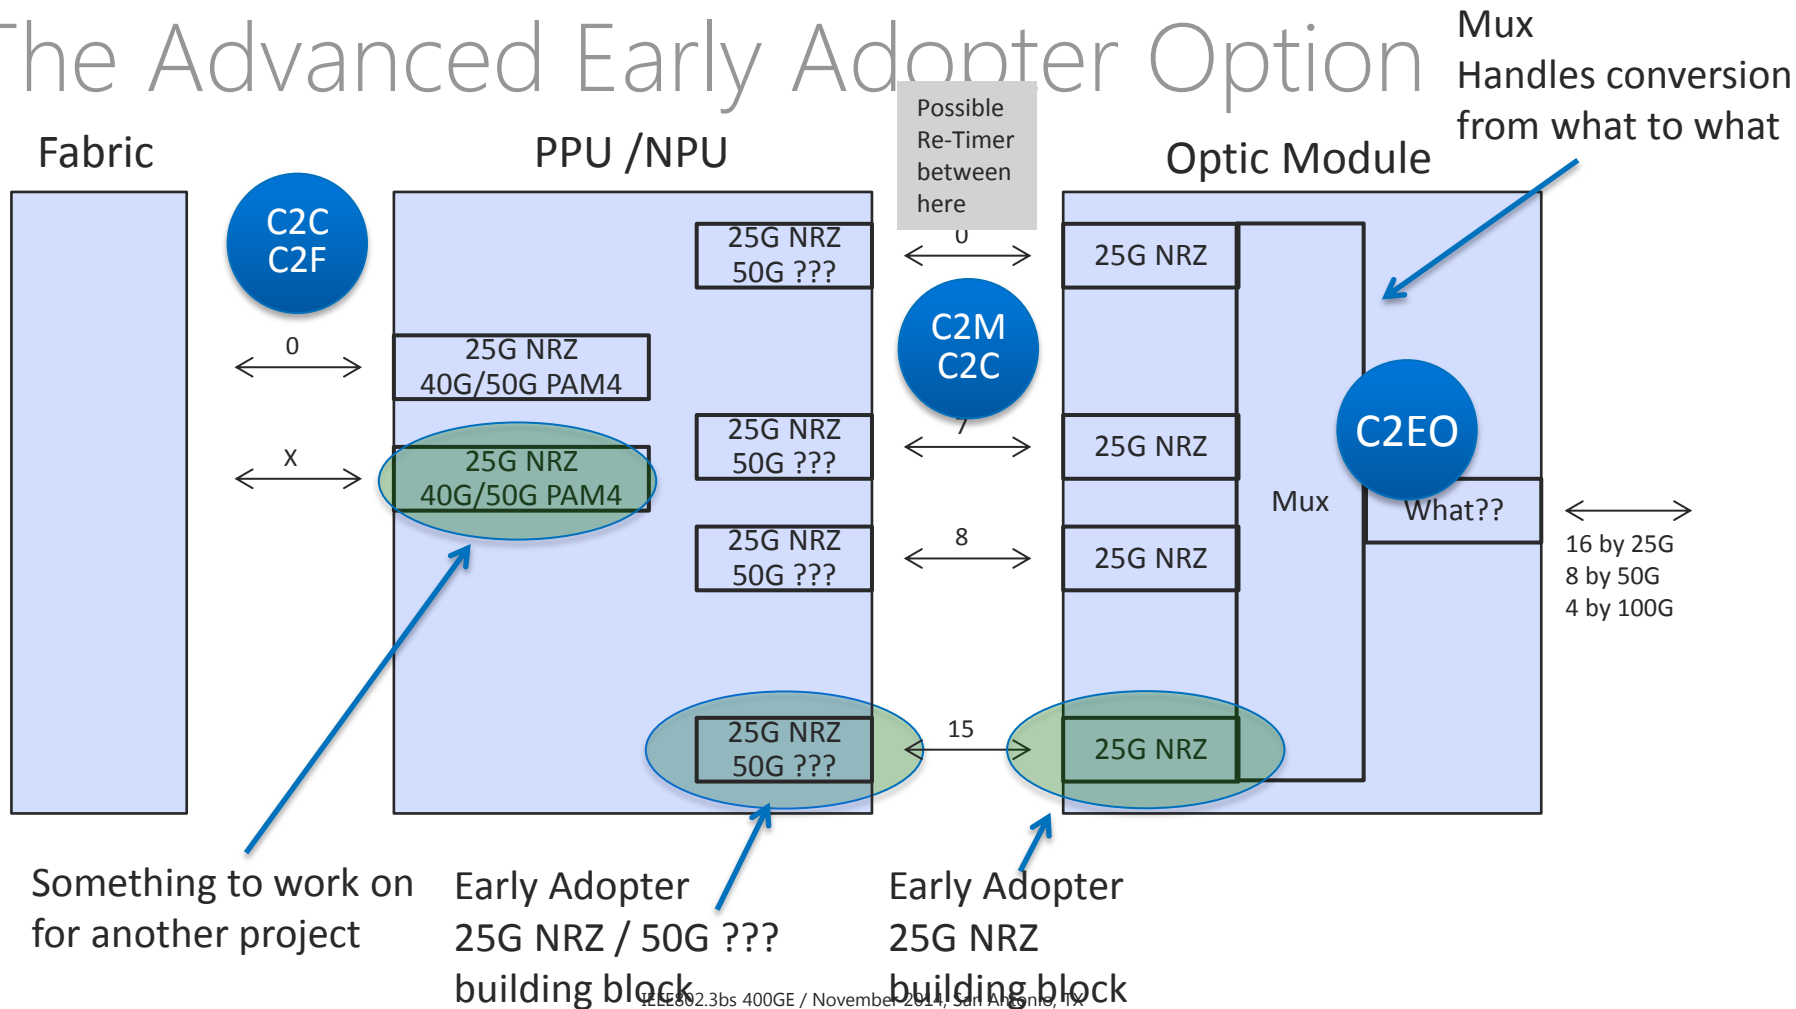 The Advanced Early Adopter Option
Mux
Handles conversion
from what to what
Possible
Re-Timer
between
here
Fabric
PPU /NPU
Optic Module
C2C
C2F
0
X
25G NRZ
40G/50G PAM4
25G NRZ
40G/50G PAM4
25G NRZ
50G ???
25G NRZ
50G ???
25G NRZ
50G ???
25G NRZ
50G ???
0
C2M
C2C
7
8
15
25G NRZ
25G NRZ
25G NRZ
25G NRZ
Mux
C2EO
What??
16 by 25G
8 by 50G
4 by 100G
Something to work on
for another project
Early Adopter
25G NRZ / 50G ???
building block
Early Adopter
25G NRZ
building block
IEEE802.3bs 400GE / November 2014, San Antonio, TX